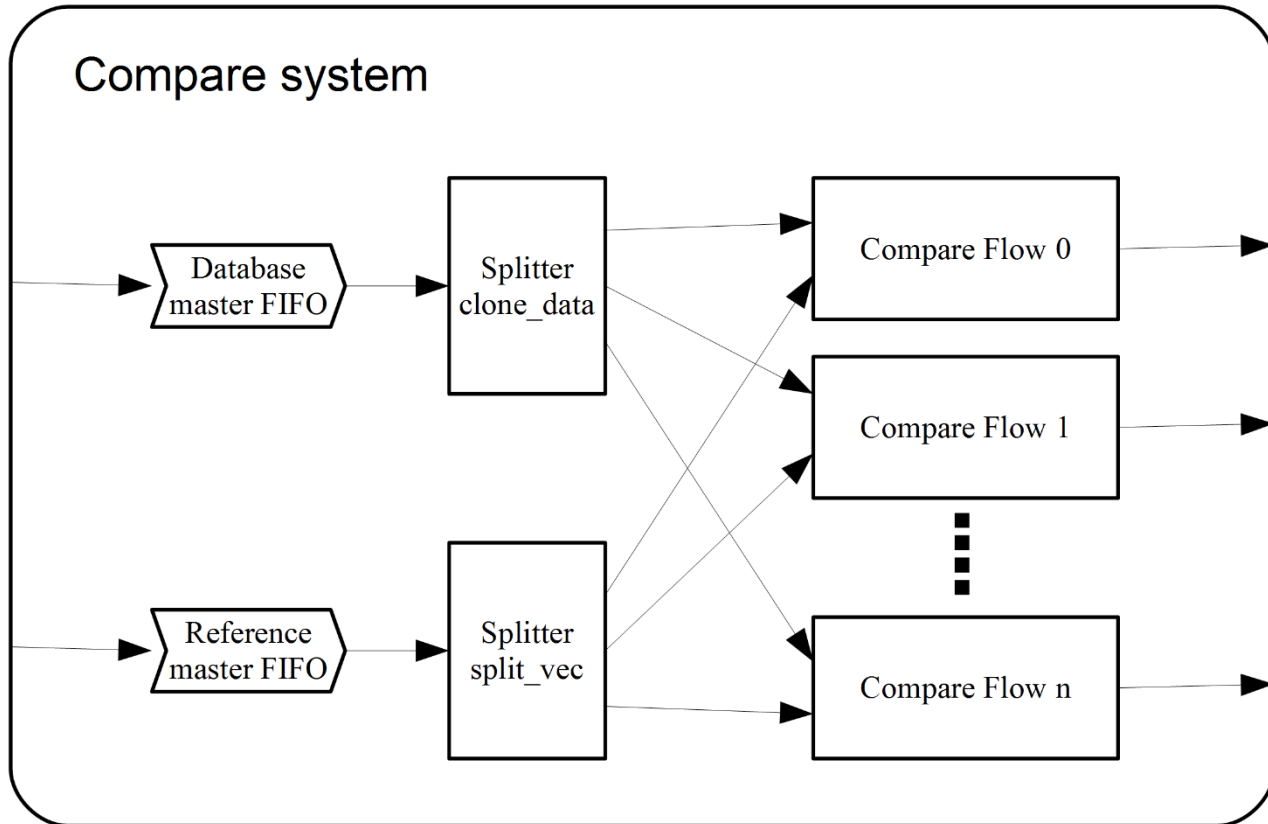 Compare system
Database
master FIFO
Splitter
clone_data
Compare Flow 0
Compare Flow 1
Reference
master FIFO
Splitter
split_vec
Compare Flow n